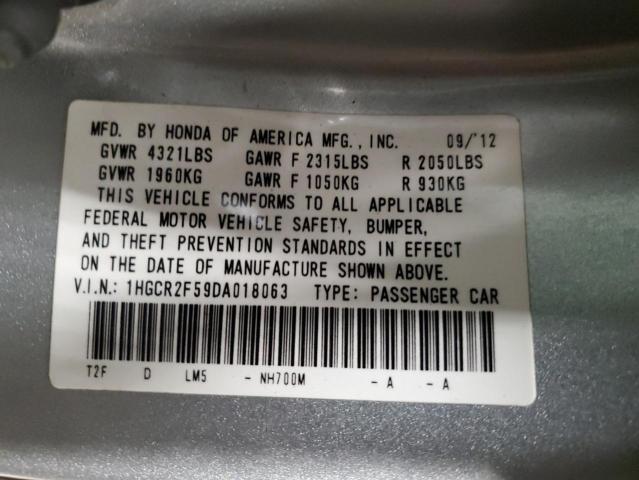 MFD. BY HONDA OF AMERICA MFG., INC. 09/'12
GVWR 4321LBS GAWR F 2315LBS R 2050LBS
GVWR 1960KG GAWR F 1050KG R 930KG
THIS VEHICLE CONFORMS TO ALL APPLICABLE
FEDERAL MOTOR VEHICLE SAFETY, BUMPER,
AND THEFT PREVENTION STANDARDS IN EFFECT
ON THE DATE OF MANUFACTURE SHOWN ABOVE.
V.I.N.: 1HGCR2F59DA018063 TYPE: PASSENGER CAR
T2F D LM5 - NH700M - A - A